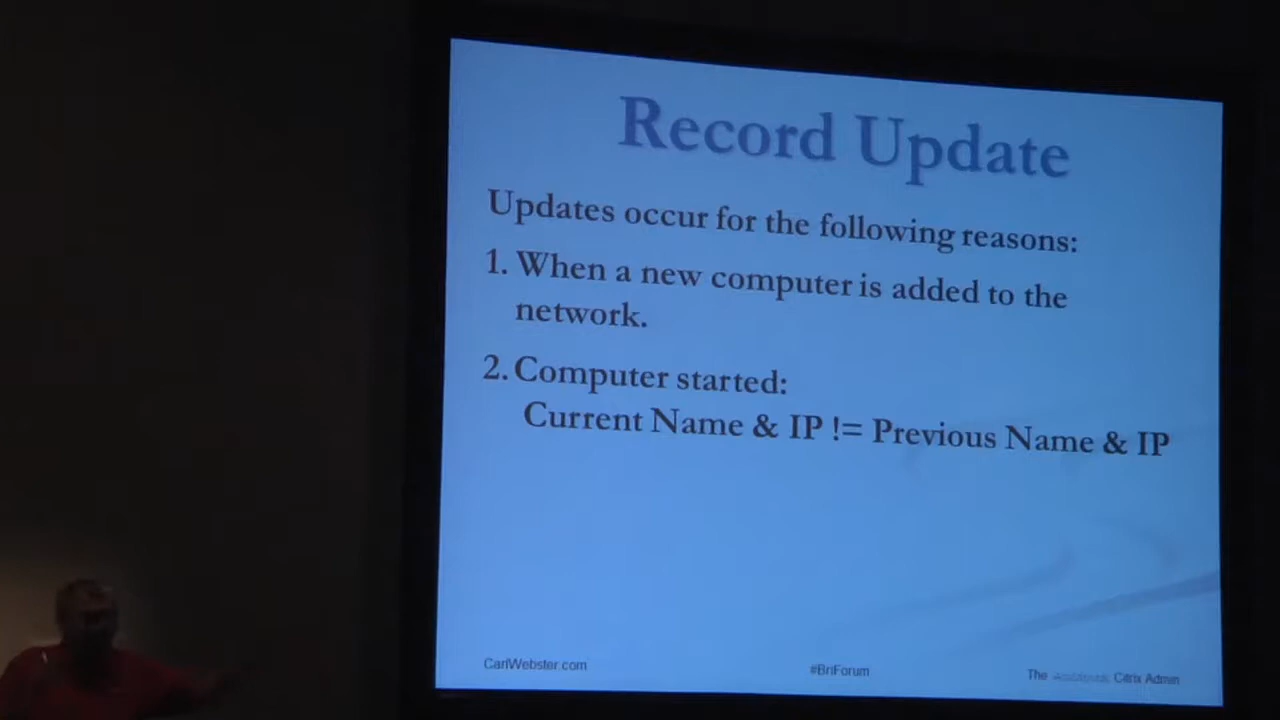 Record Update
Updates occur for the following reasons:
1. When a new computer is added to the
network.
2. Computer started:
Current Name & IP != Previous Name & IP
CarlWebster.com
#BriForum
The Citrix Admin